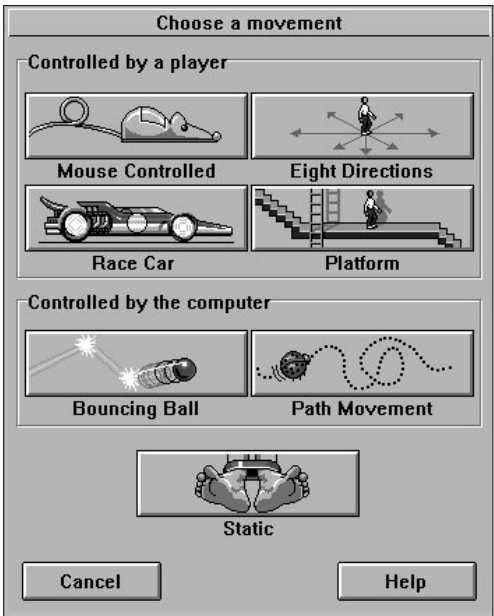 Choose a movement
Controlled by a player
Mouse Controlled
Eight Directions
Race Car
Platform
Controlled by the computer
Bouncing Ball
Path Movement
Static
Cancel
Help